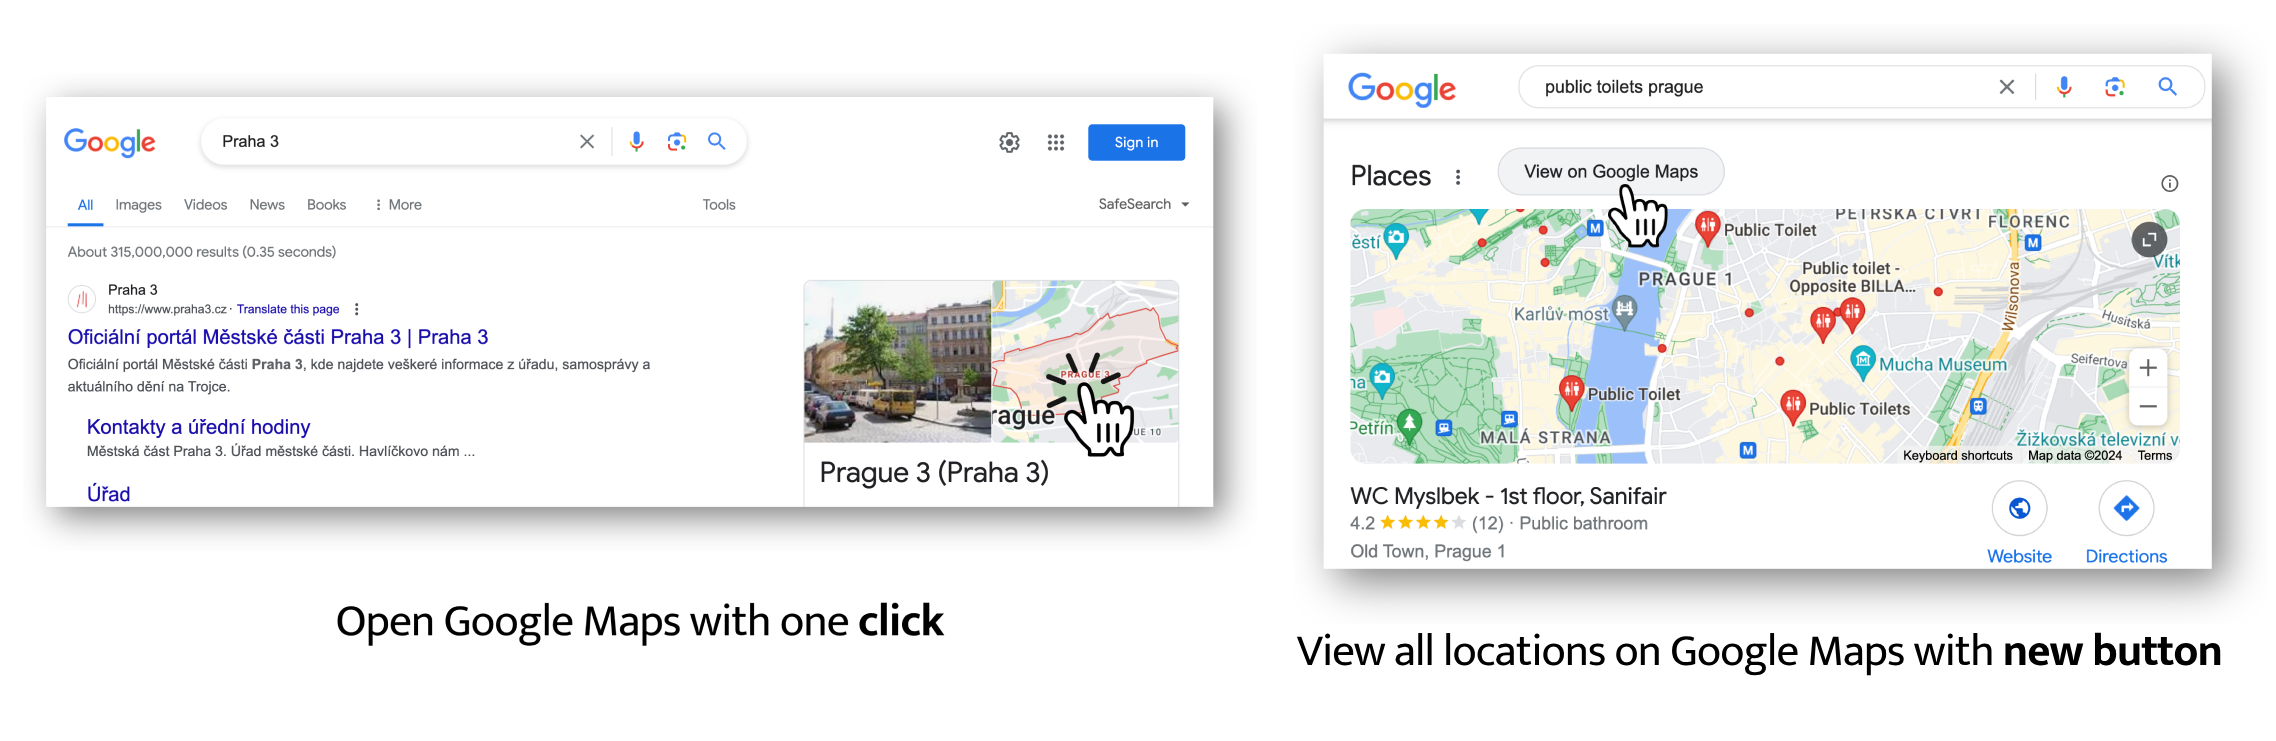 Google
Praha 3
Sign in
All Images Videos News Books More Tools SafeSearch
About 315,000,000 results (0.35 seconds)
Praha 3
https://www.praha3.cz · Translate this page
Oficiální portál Městské části Praha 3 | Praha 3
Oficiální portál Městské části Praha 3, kde najdete veškeré informace z úřadu, samosprávy a
aktuálního dění na Trojce.
Kontakty a úřední hodiny
Městská část Praha 3. Úřad městské části. Havlíčkovo nám ...
Úřad
PRAGUE 3
rague
UE 10
Prague 3 (Praha 3)
Open Google Maps with one click
Google
public toilets prague
Places
View on Google Maps
PETRSKÁ ČTVRŤ
FLORENC
M
M
ěstí
Public Toilet
Vítk
PRAGUE 1
Public toilet -
Opposite BILLA...
Wilsonova
Karlův most
Husitská
Mucha Museum
Seifertova
na
Public Toilet
Public Toilets
Petřín
MALÁ STRANA
M
Žižkovská televizní v
Keyboard shortcuts Map data ©2024 Terms
WC Myslbek - 1st floor, Sanifair
4.2 (12) · Public bathroom
Old Town, Prague 1
Website
Directions
View all locations on Google Maps with new button